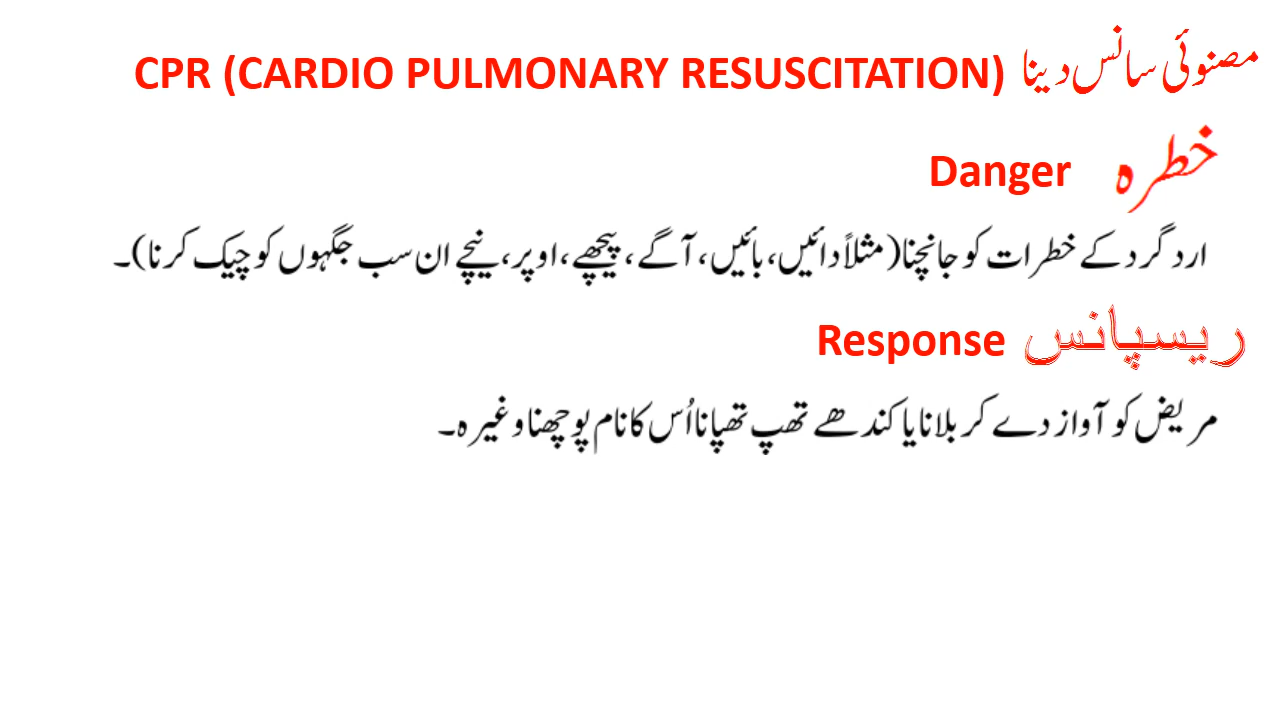 مصنوئی سانس دینا CPR (CARDIO PULMONARY RESUSCITATION)
خطرہ Danger
ارد گرد کے خطرات کو جانچنا (مثلاً دائیں، بائیں، آگے، پیچھے، اوپر، نیچے ان سب جگہوں کو چیک کرنا)۔
ریسپانس Response
مریض کو آواز دے کر بلانا یا کندھے تھپ تھپانا اُس کا نام پوچھنا وغیرہ۔